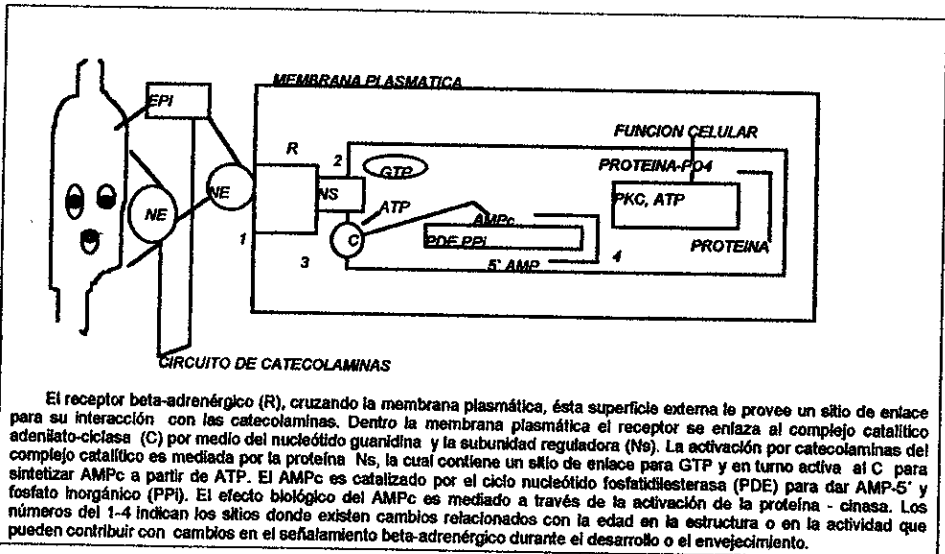 MEMBRANA PLASMATICA
EPI
FUNCION CELULAR
R
2
GTP
PROTEINA-PO4
NE
NE
NS
ATP
PKC, ATP
AMPc
1
C
PDE PPi
PROTEINA
3
5' AMP
4
CIRCUITO DE CATECOLAMINAS
El receptor beta-adrenérgico (R), cruzando la membrana plasmática, ésta superficie externa le provee un sitio de enlace
para su interacción con las catecolaminas. Dentro la membrana plasmática el receptor se enlaza al complejo catalítico
adenilato-ciclasa (C) por medio del nucleótido guanidina y la subunidad reguladora (Ns). La activación por catecolaminas del
complejo catalítico es mediada por la proteína Ns, la cual contiene un sitio de enlace para GTP y en turno activa al C para
sintetizar AMPc a partir de ATP. El AMPc es catalizado por el ciclo nucleótido fosfatidilesterasa (PDE) para dar AMP-5' y
fosfato inorgánico (PPi). El efecto biológico del AMPc es mediado a través de la activación de la proteína - cinasa. Los
números del 1-4 indican los sitios donde existen cambios relacionados con la edad en la estructura o en la actividad que
pueden contribuir con cambios en el señalamiento beta-adrenérgico durante el desarrollo o el envejecimiento.